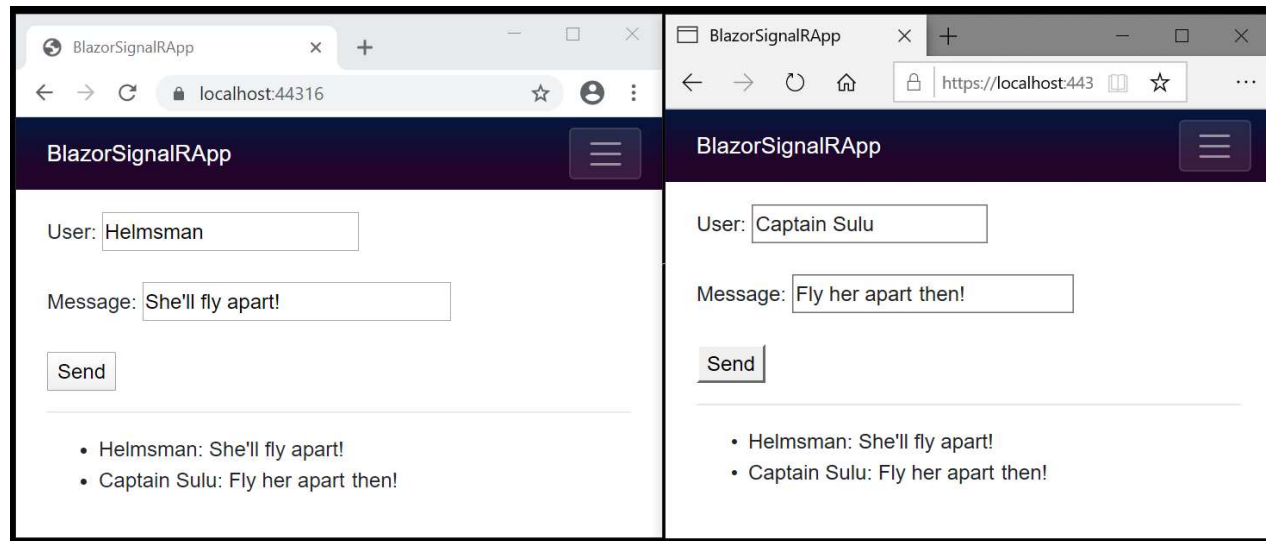 BlazorSignalRApp
localhost:44316
BlazorSignalRApp
User: Helmsman
Message: She'll fly apart!
Send
• Helmsman: She'll fly apart!
• Captain Sulu: Fly her apart then!
BlazorSignalRApp
https://localhost:443
BlazorSignalRApp
User: Captain Sulu
Message: Fly her apart then!
Send
• Helmsman: She'll fly apart!
• Captain Sulu: Fly her apart then!